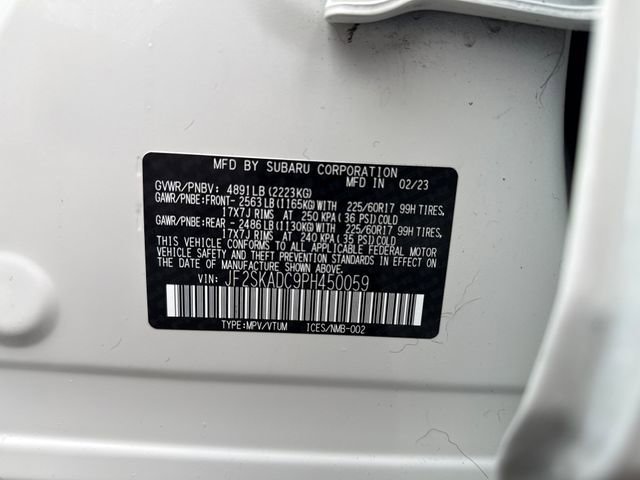 MFD BY SUBARU CORPORATION
GVWR/PNBV: 4891LB(2223KG) MFD IN 02/23
GAWR/PNBE:FRONT- 2563LB(1165KG)WITH 225/60R17 99H TIRES,
17X7J RIMS AT 250 KPA(36 PSI)COLD
GAWR/PNBE:REAR - 2486LB(1130KG)WITH 225/60R17 99H TIRES,
17X7J RIMS AT 240 KPA(35 PSI)COLD
THIS VEHICLE CONFORMS TO ALL APPLICABLE FEDERAL MOTOR
VEHICLE SAFETY AND THEFT PREVENTION STANDARDS IN EFFECT
ON THE DATE OF MANUFACTURE SHOWN ABOVE.
VIN: JF2SKADC9PH450059
TYPE:MPV/VTUM ICES/NMB-002